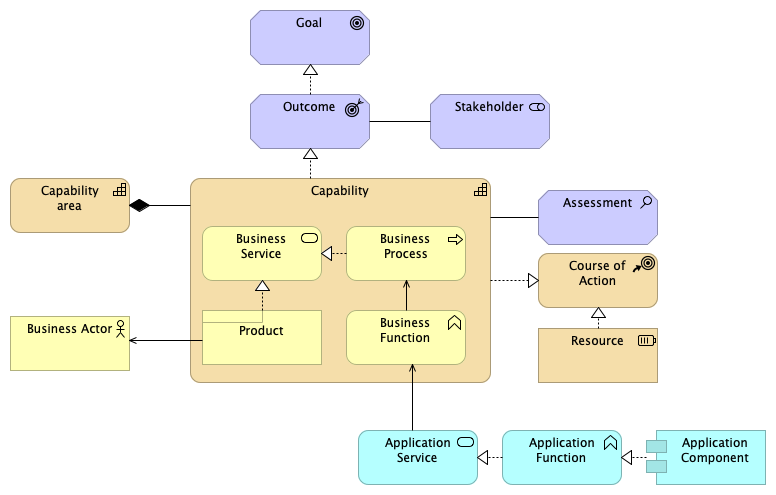 Goal
Outcome
Stakeholder
Capability
area
Capability
Assessment
Business
Service
Business
Process
Course of
Action
Business Actor
Product
Business
Function
Resource
Application
Service
Application
Function
Application
Component